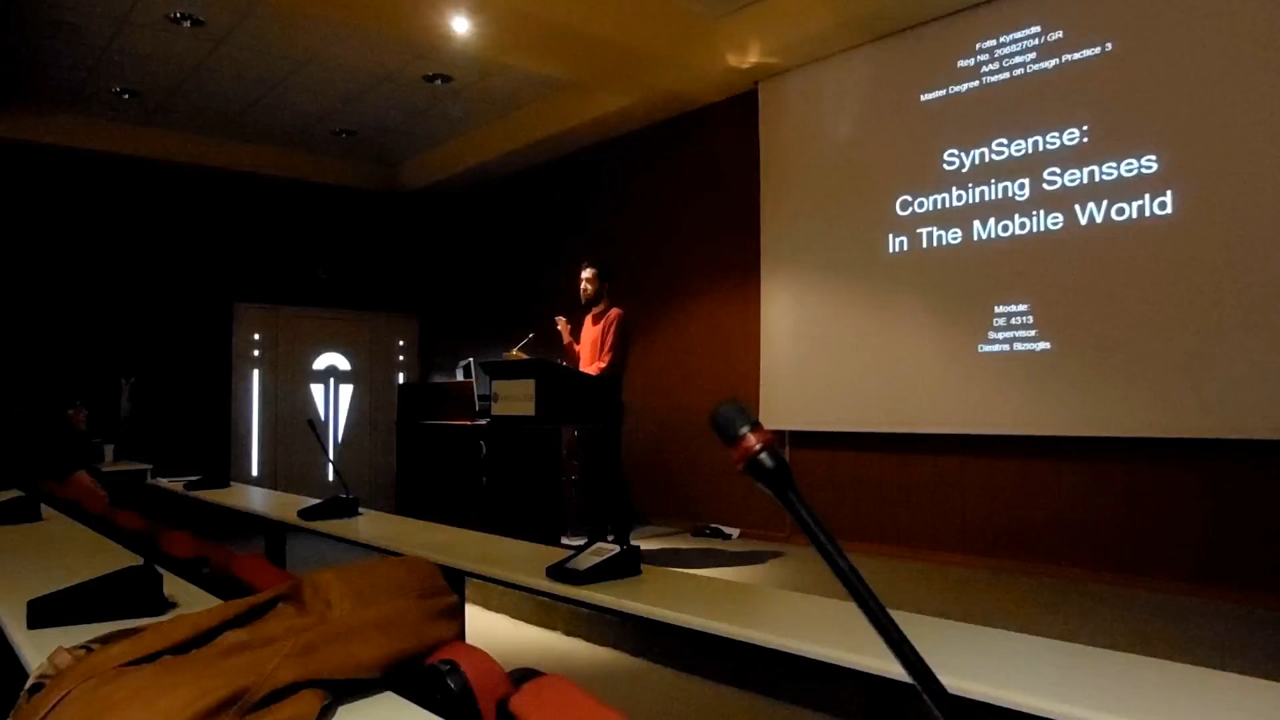 Fotis Kyriazidis
Reg No. 20682704 / GR
AAS College
Master Degree Thesis on Design Practice 3
SynSense:
Combining Senses
In The Mobile World
Module:
DE 4313
Supervisor:
Dimitris Bizioglis